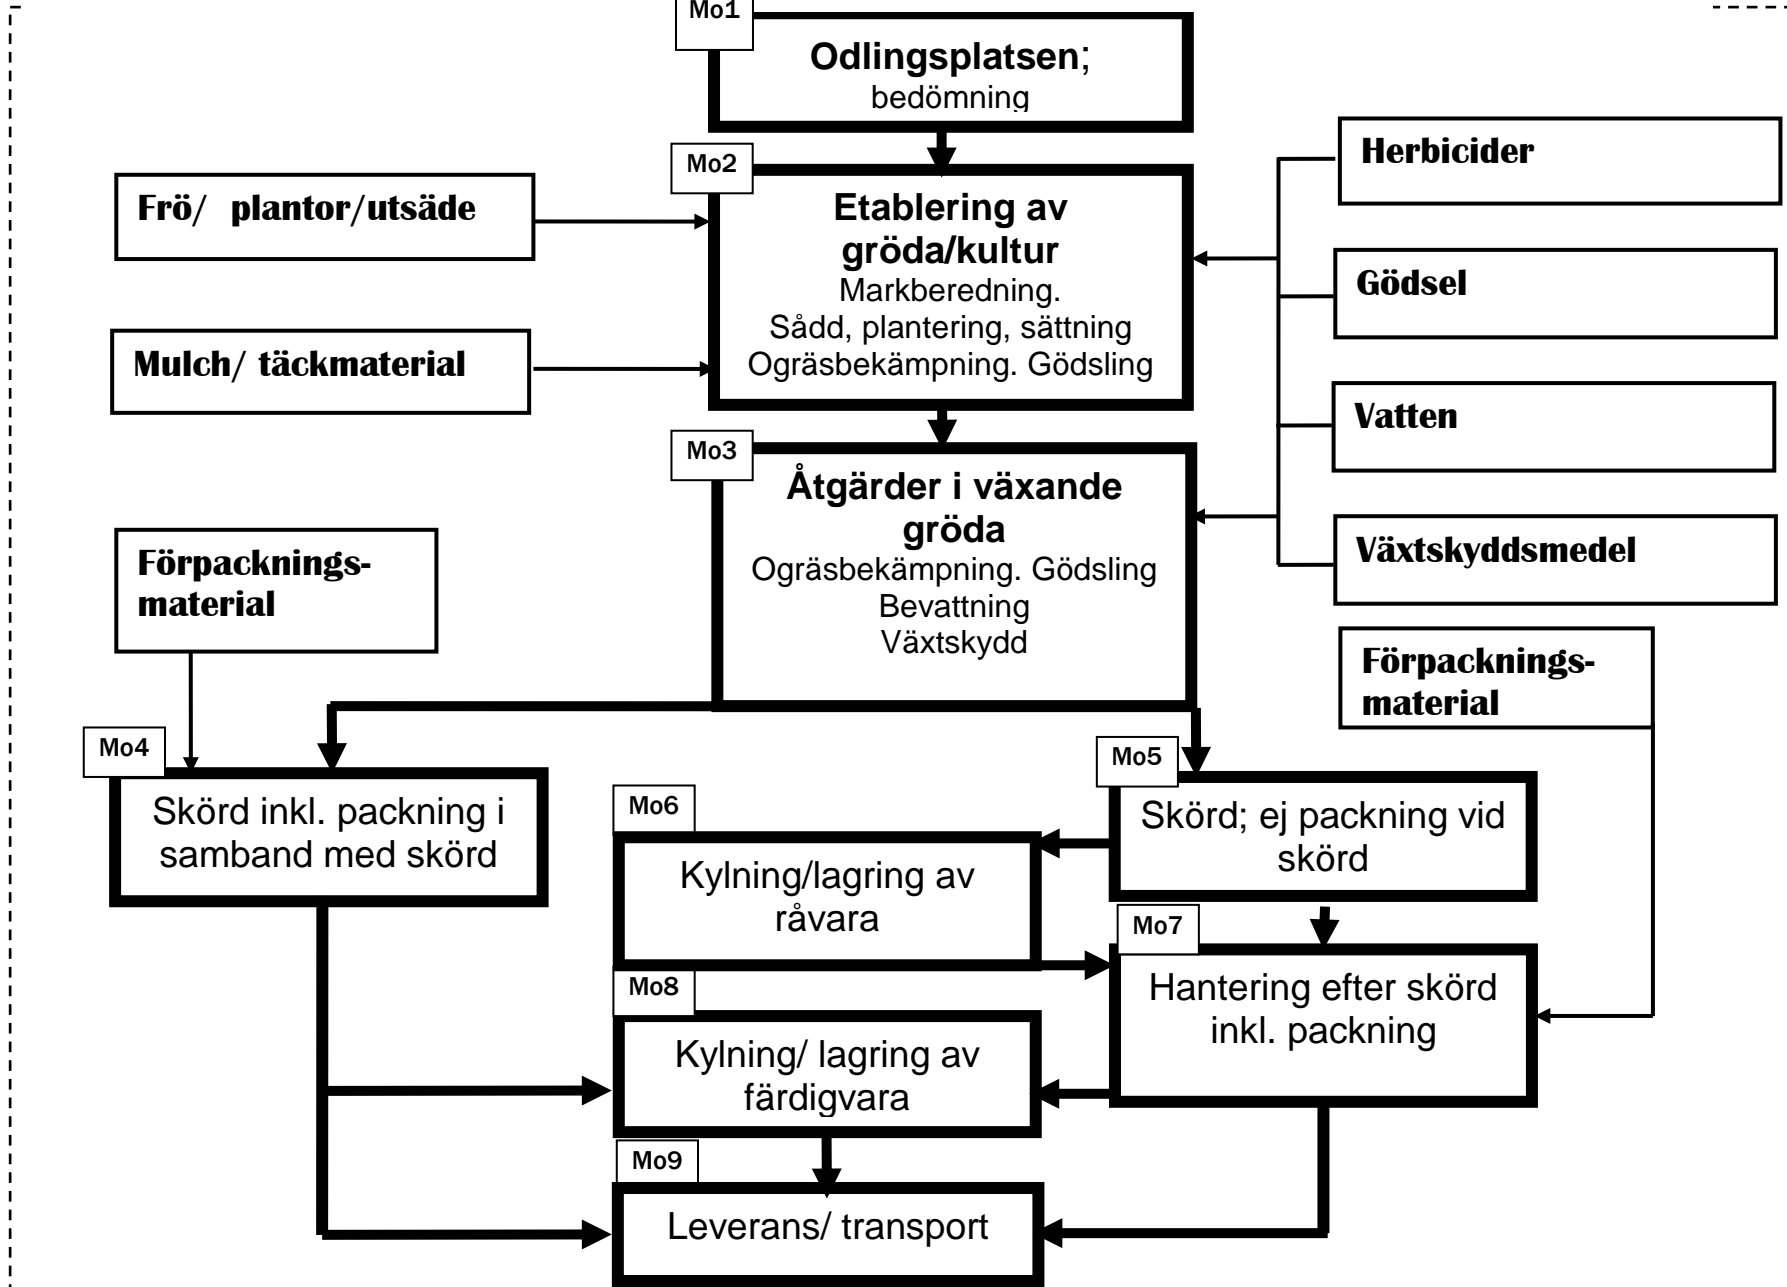 Mo1
Odlingsplatsen;
bedömning
Mo2
Etablering av
gröda/kultur
Markberedning.
Sådd, plantering, sättning
Ogräsbekämpning. Gödsling
Frö/ plantor/utsäde
Mulch/ täckmaterial
Herbicider
Gödsel
Vatten
Växtskyddsmedel
Mo3
Åtgärder i växande
gröda
Ogräsbekämpning. Gödsling
Bevattning
Växtskydd
Förpacknings-
material
Förpacknings-
material
Mo4
Skörd inkl. packning i
samband med skörd
Mo5
Skörd; ej packning vid
skörd
Mo6
Kylning/lagring av
råvara
Mo7
Hantering efter skörd
inkl. packning
Mo8
Kylning/ lagring av
färdigvara
Mo9
Leverans/ transport